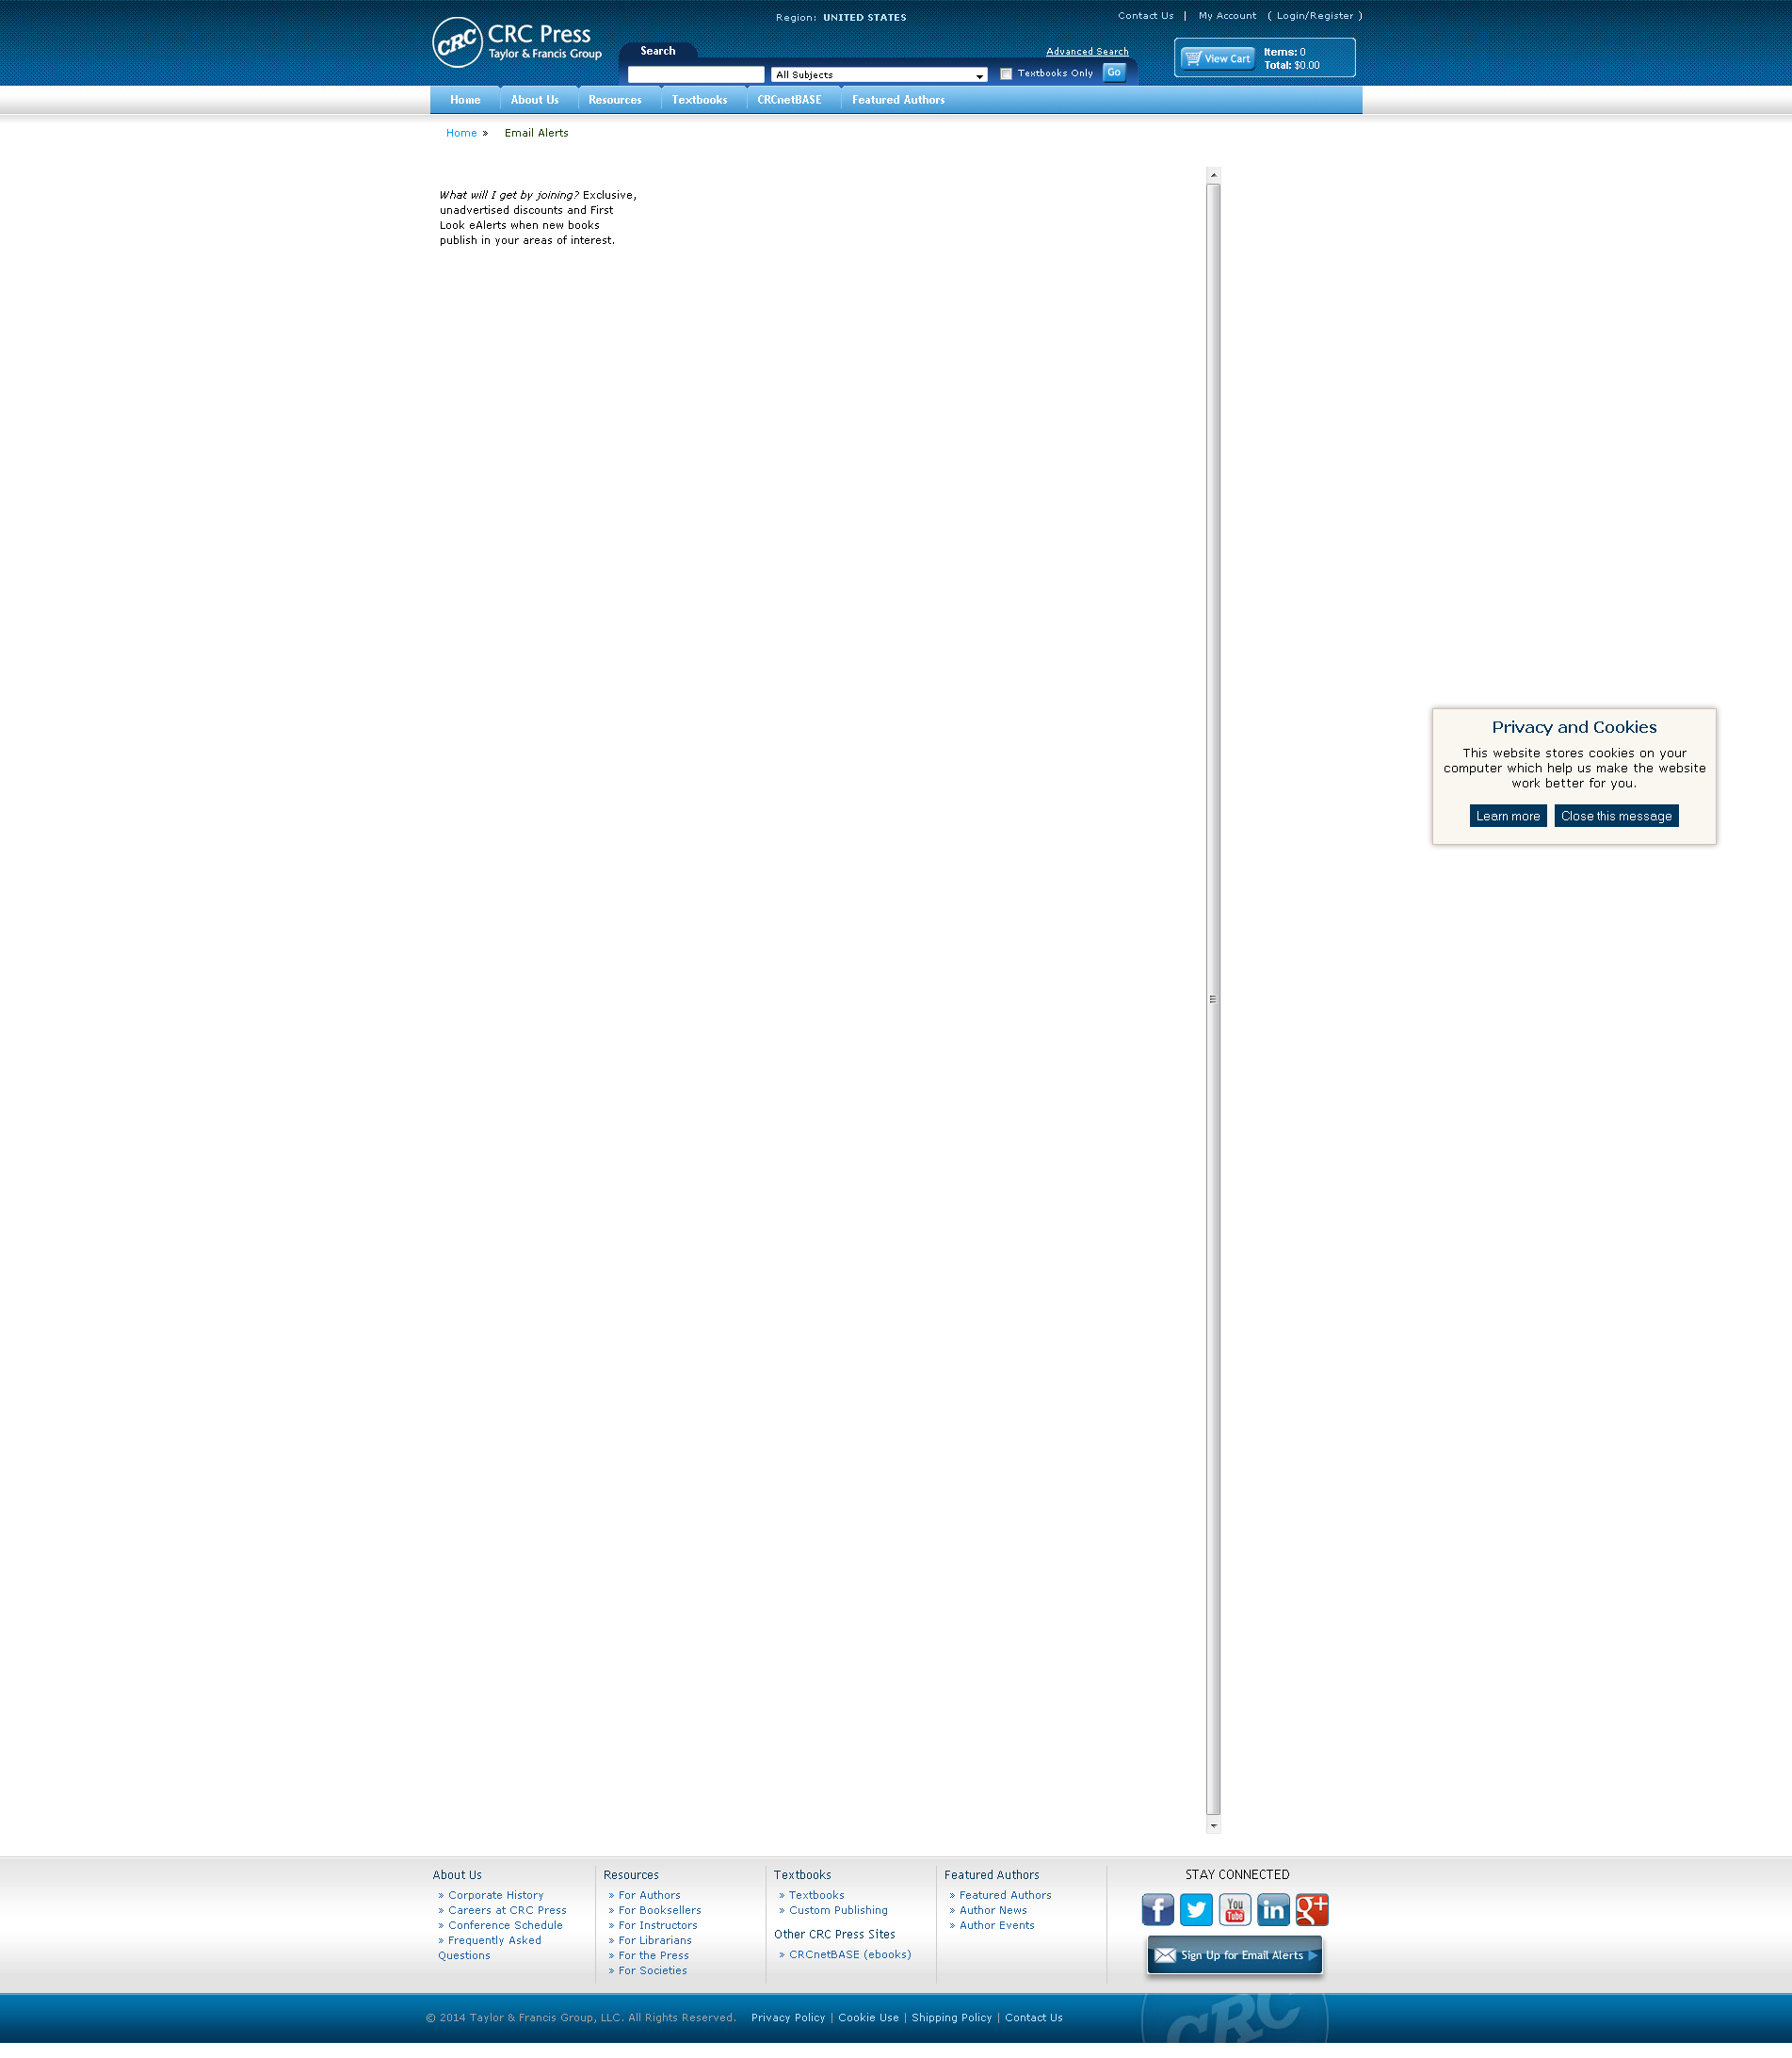 Region: UNITED STATES
Contact Us | My Account ( Login/Register )
CRC CRC Press
Taylor & Francis Group
Search
Advanced Search
All Subjects
Textbooks Only
Go
View Cart
Items: 0
Total: $0.00
Home About Us Resources Textbooks CRCnetBASE Featured Authors
Home » Email Alerts
What will I get by joining? Exclusive,
unadvertised discounts and First
Look eAlerts when new books
publish in your areas of interest.
Privacy and Cookies
This website stores cookies on your
computer which help us make the website
work better for you.
Learn more Close this message
About Us
» Corporate History
» Careers at CRC Press
» Conference Schedule
» Frequently Asked
Questions
Resources
» For Authors
» For Booksellers
» For Instructors
» For Librarians
» For the Press
» For Societies
Textbooks
» Textbooks
» Custom Publishing
Other CRC Press Sites
» CRCnetBASE (ebooks)
Featured Authors
» Featured Authors
» Author News
» Author Events
STAY CONNECTED
f You Tube in g+
Sign Up for Email Alerts
© 2014 Taylor & Francis Group, LLC. All Rights Reserved. Privacy Policy | Cookie Use | Shipping Policy | Contact Us
CRC